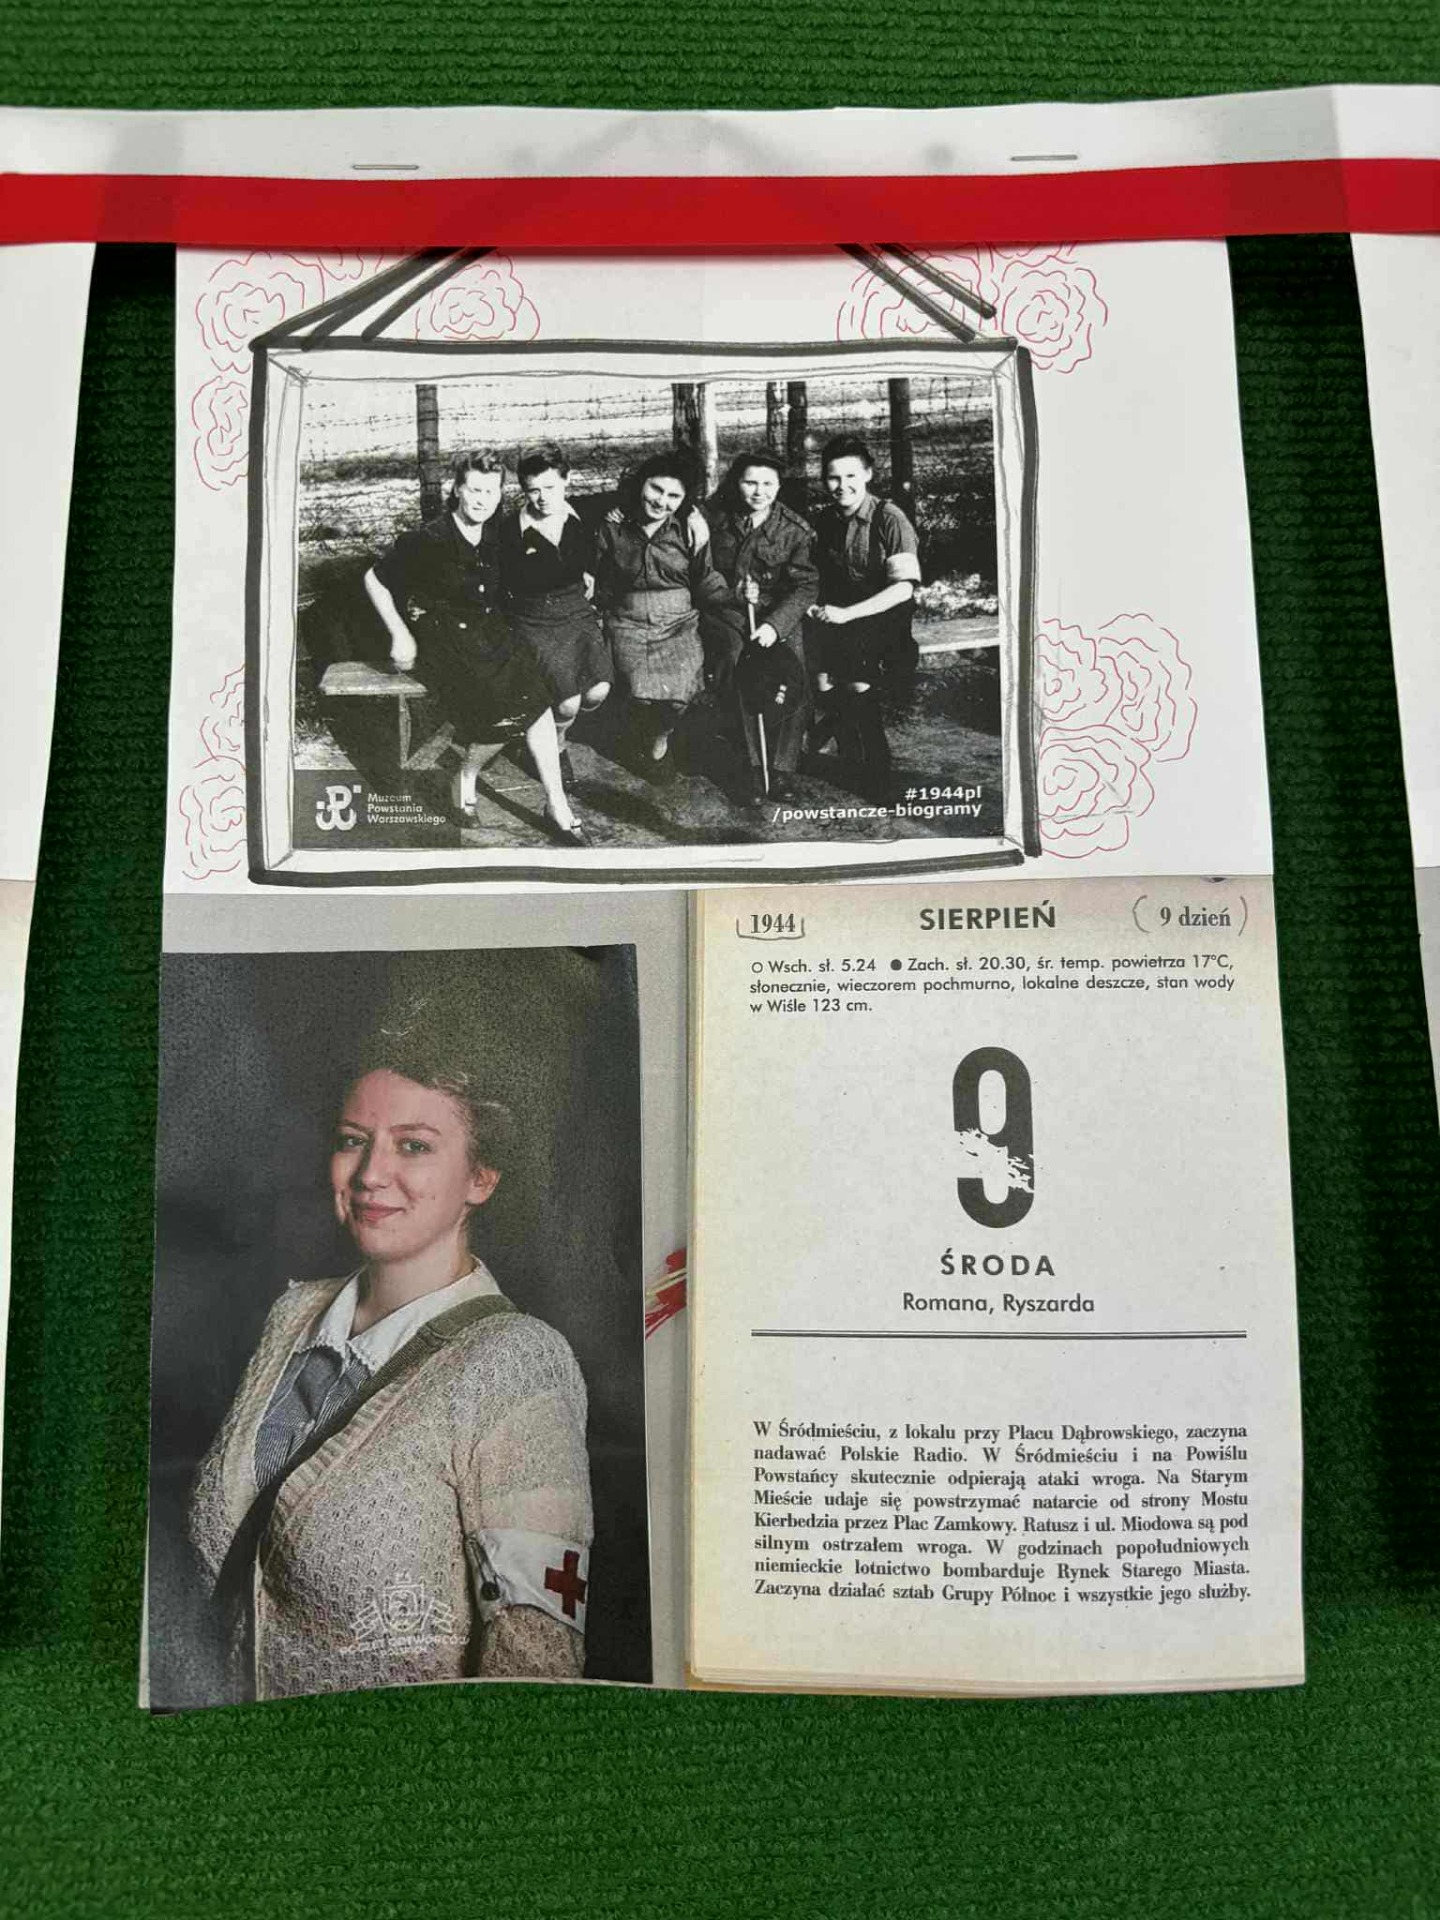 Muzeum
Powstania
Warszawskiego
#1944pl
/powstancze-biogramy
1944
SIERPIEŃ
(9 dzień)
Wsch. sł. 5.24 ● Zach. sł. 20.30, śr. temp. powietrza 17°C,
słonecznie, wieczorem pochmurno, lokalne deszcze, stan wody
w Wiśle 123 cm.
9
ŚRODA
Romana, Ryszarda
W Śródmieściu, z lokalu przy Placu Dąbrowskiego, zaczyna
nadawać Polskie Radio. W Śródmieściu i na Powiślu
Powstańcy skutecznie odpierają ataki wroga. Na Starym
Mieście udaje się powstrzymać natarcie od strony Mostu
Kierbedzia przez Plac Zamkowy. Ratusz i ul. Miodowa są pod
silnym ostrzałem wroga. W godzinach popołudniowych
niemieckie lotnictwo bombarduje Rynek Starego Miasta.
Zaczyna działać sztab Grupy Północ i wszystkie jego służby.